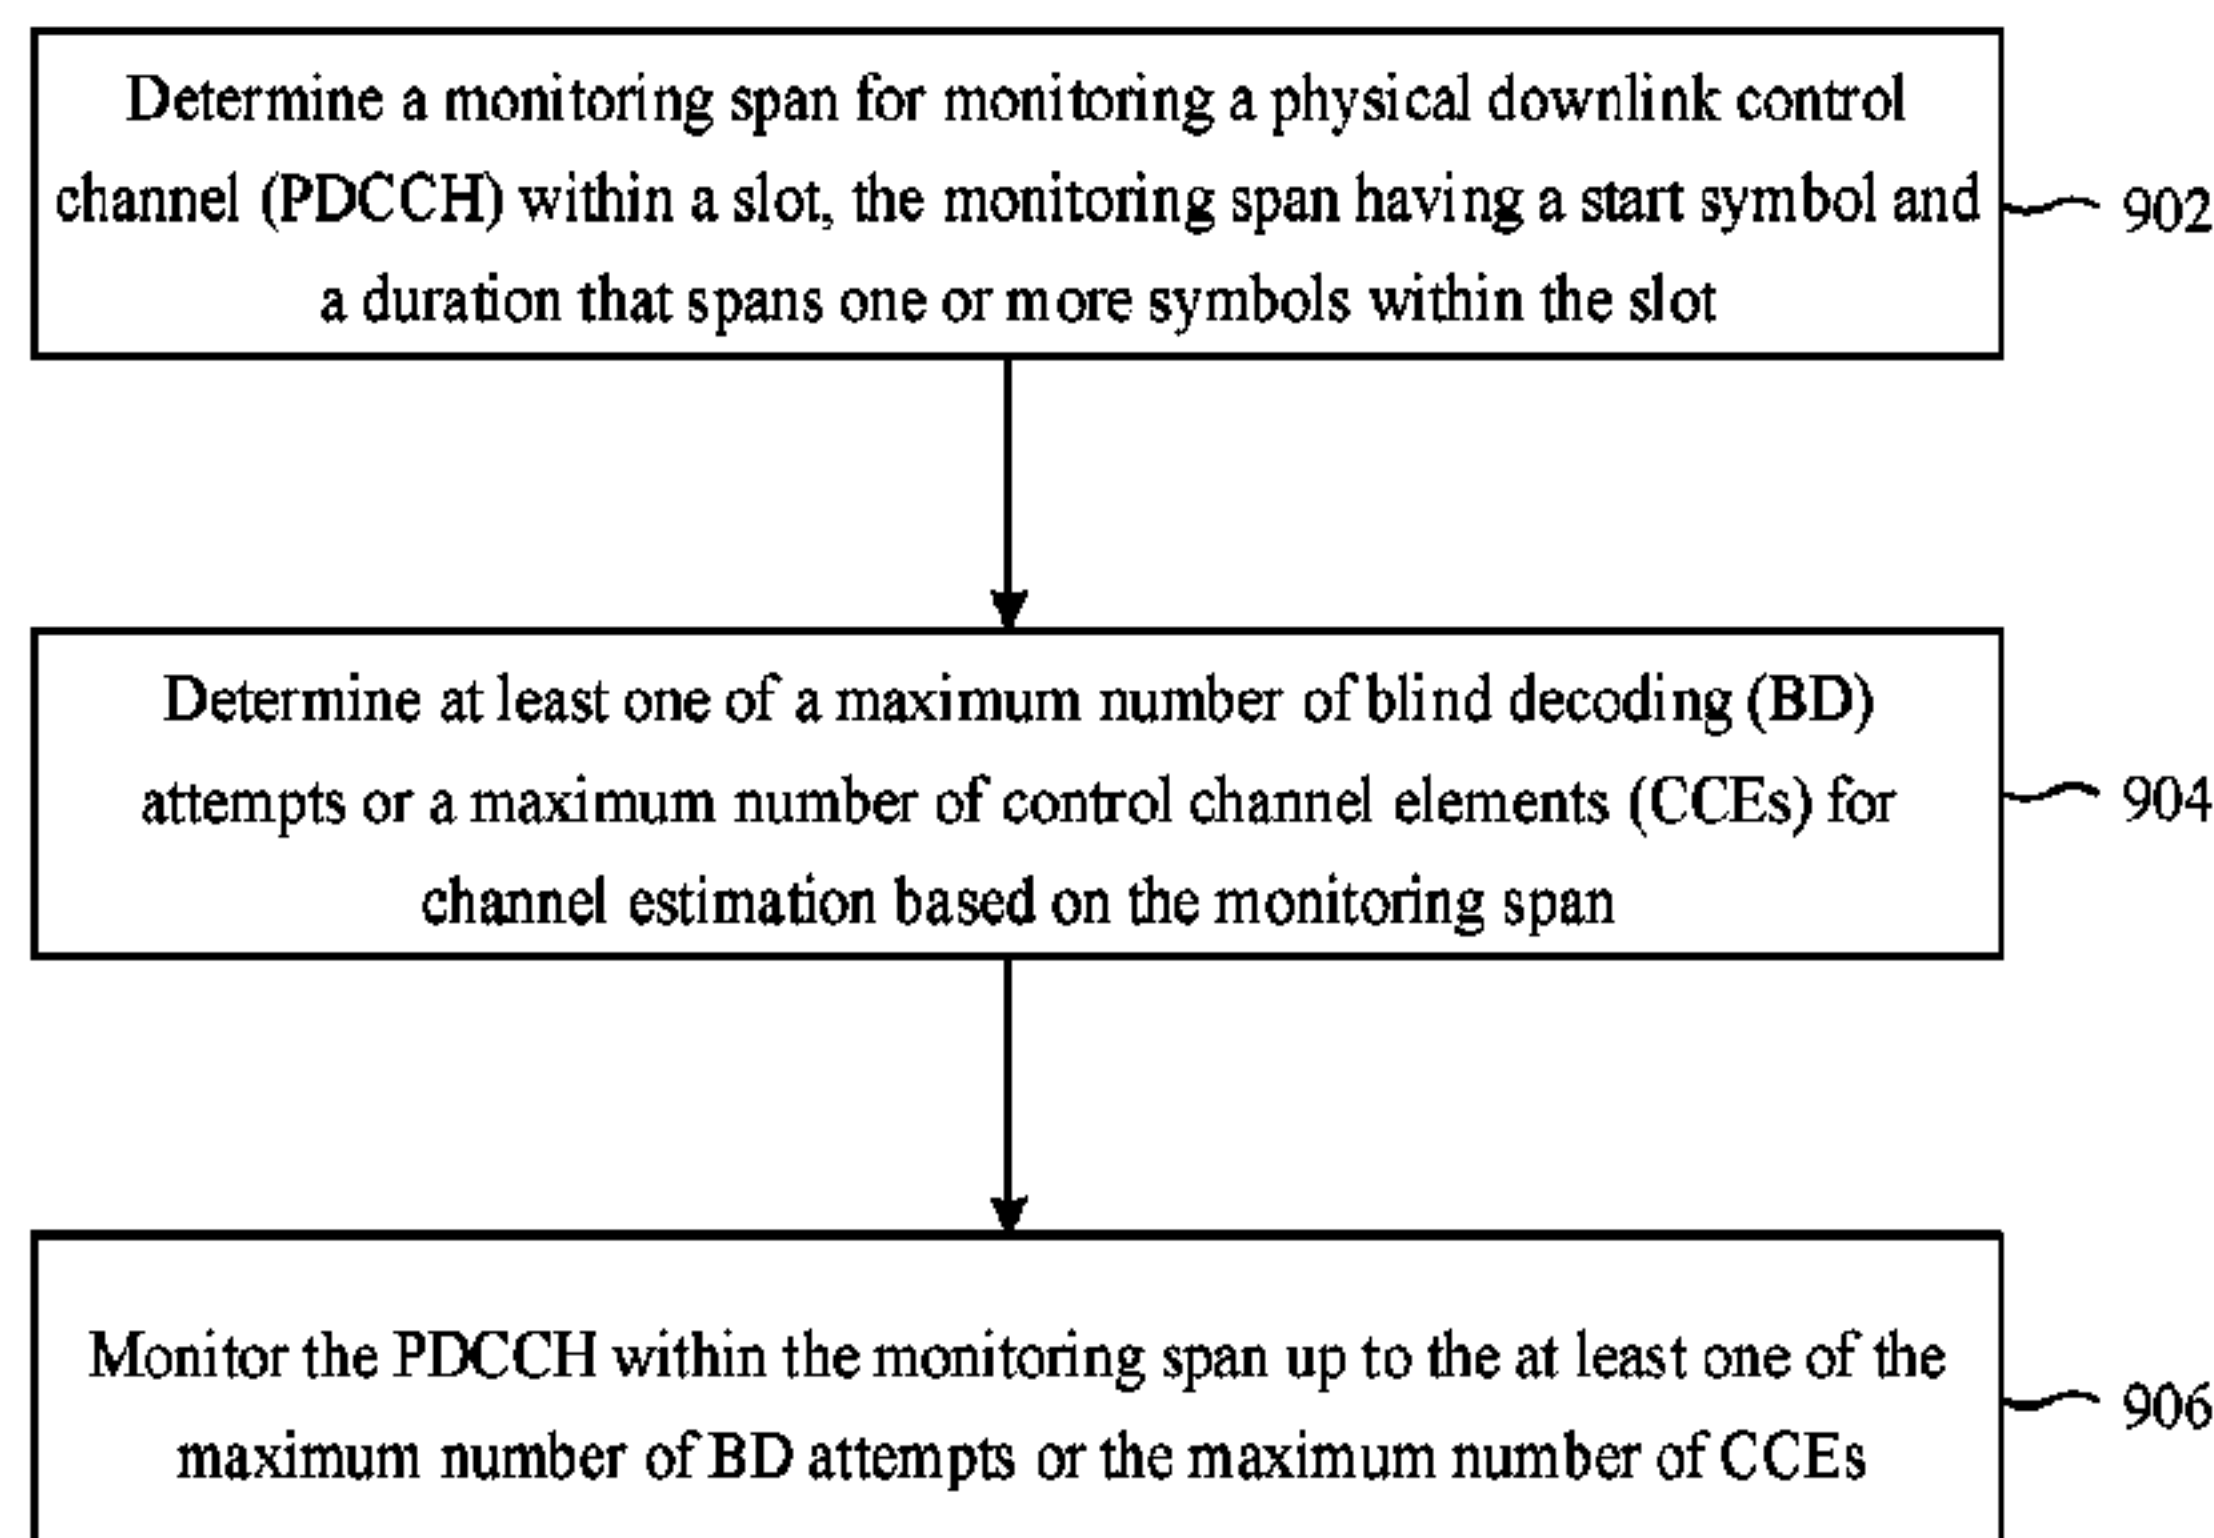 Determine a monitoring span for monitoring a physical downlink control
channel (PDCCH) within a slot, the monitoring span having a start symbol and
a duration that spans one or more symbols within the slot
902
Determine at least one of a maximum number of blind decoding (BD)
attempts or a maximum number of control channel elements (CCEs) for
channel estimation based on the monitoring span
904
Monitor the PDCCH within the monitoring span up to the at least one of the
maximum number of BD attempts or the maximum number of CCEs
906